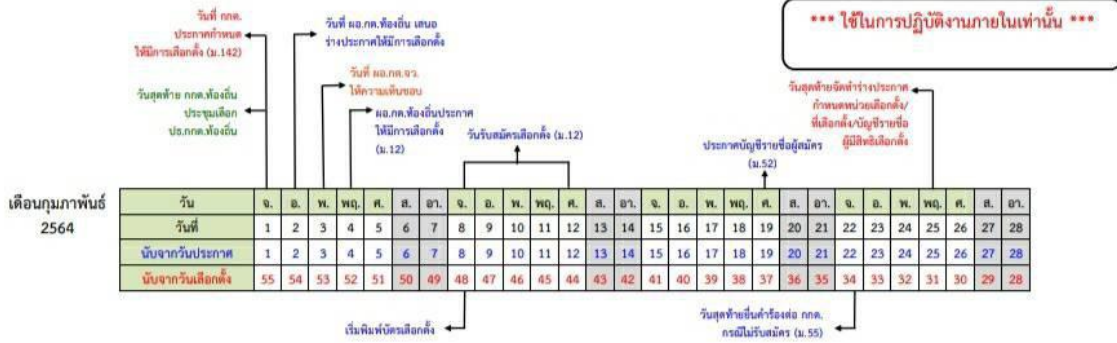 *** ใช้ในการปฏิบัติงานภายในเท่านั้น ***
วันที่ กกต.
ประกาศกำหนด
ให้มีการเลือกตั้ง (ม.142)
วันที่ ผอ.กต.ท้องถิ่น เสนอ
ร่างประกาศให้มีการเลือกตั้ง
วันสุดท้าย กกต.ท้องถิ่น
ประชุมเลือก
ปธ.กกต.ท้องถิ่น
วันที่ ผอ.กต.จว.
ให้ความเห็นชอบ
ผอ.กต.ท้องถิ่นประกาศ
ให้มีการเลือกตั้ง
(ม.12)
วันรับสมัครเลือกตั้ง (ม.12)
ประกาศบัญชีรายชื่อผู้สมัคร
(ม.52)
วันสุดท้ายจัดทำร่างประกาศ
กำหนดหน่วยเลือกตั้ง/
ที่เลือกตั้ง/บัญชีรายชื่อ
ผู้มีสิทธิเลือกตั้ง
เดือนกุมภาพันธ์
2564
วัน จ. อ. พ. พฤ. ศ. ส. อา. จ. อ. พ. พฤ. ศ. ส. อา. จ. อ. พ. พฤ. ศ. ส. อา. จ. อ. พ. พฤ. ศ. ส. อา.
วันที่ 1 2 3 4 5 6 7 8 9 10 11 12 13 14 15 16 17 18 19 20 21 22 23 24 25 26 27 28
นับจากวันประกาศ 1 2 3 4 5 6 7 8 9 10 11 12 13 14 15 16 17 18 19 20 21 22 23 24 25 26 27 28
นับจากวันเลือกตั้ง 55 54 53 52 51 50 49 48 47 46 45 44 43 42 41 40 39 38 37 36 35 34 33 32 31 30 29 28
เริ่มพิมพ์บัตรเลือกตั้ง
วันสุดท้ายยื่นคำร้องต่อ กกต.
กรณีไม่รับสมัคร (ม.55)